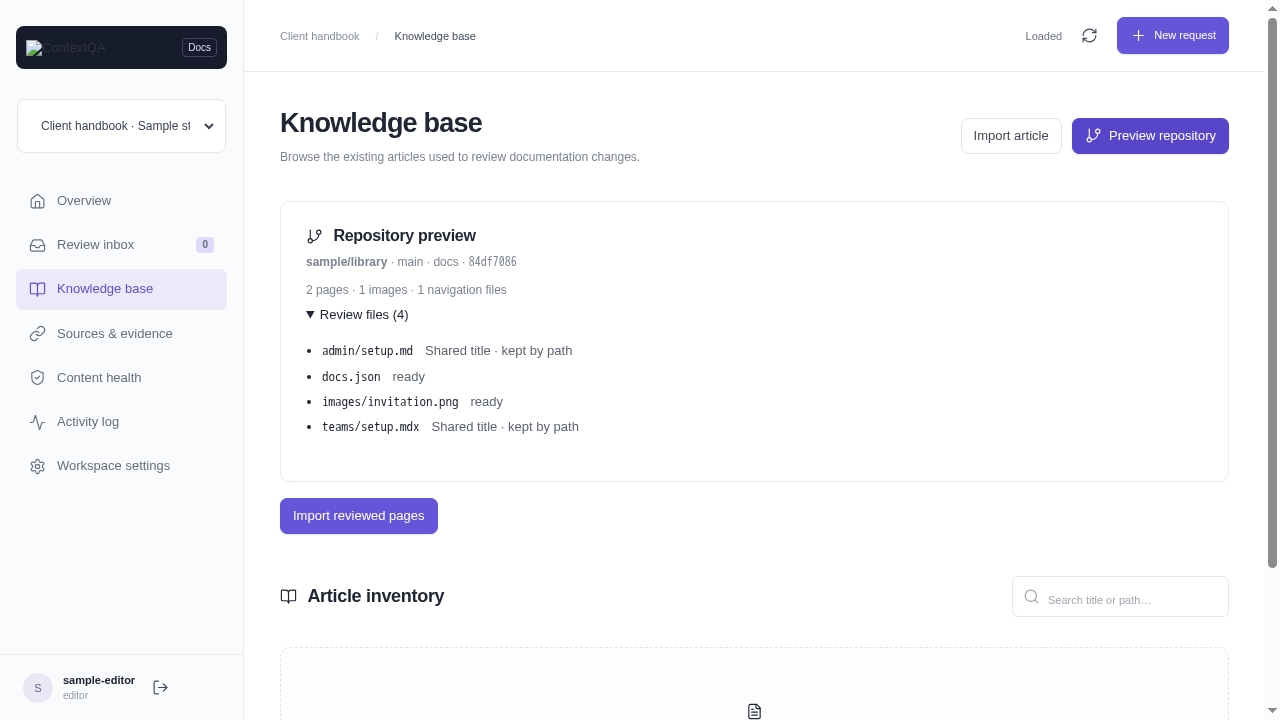 ContextQA
Docs
Client handbook · Sample st
Overview
Review inbox
0
Knowledge base
Sources & evidence
Content health
Activity log
Workspace settings
S
sample-editor
editor
Client handbook / Knowledge base
Loaded
New request
Knowledge base
Browse the existing articles used to review documentation changes.
Import article
Preview repository
Repository preview
sample/library · main · docs · 84df7086
2 pages · 1 images · 1 navigation files
Review files (4)
admin/setup.md Shared title · kept by path
docs.json ready
images/invitation.png ready
teams/setup.mdx Shared title · kept by path
Import reviewed pages
Article inventory
Search title or path…